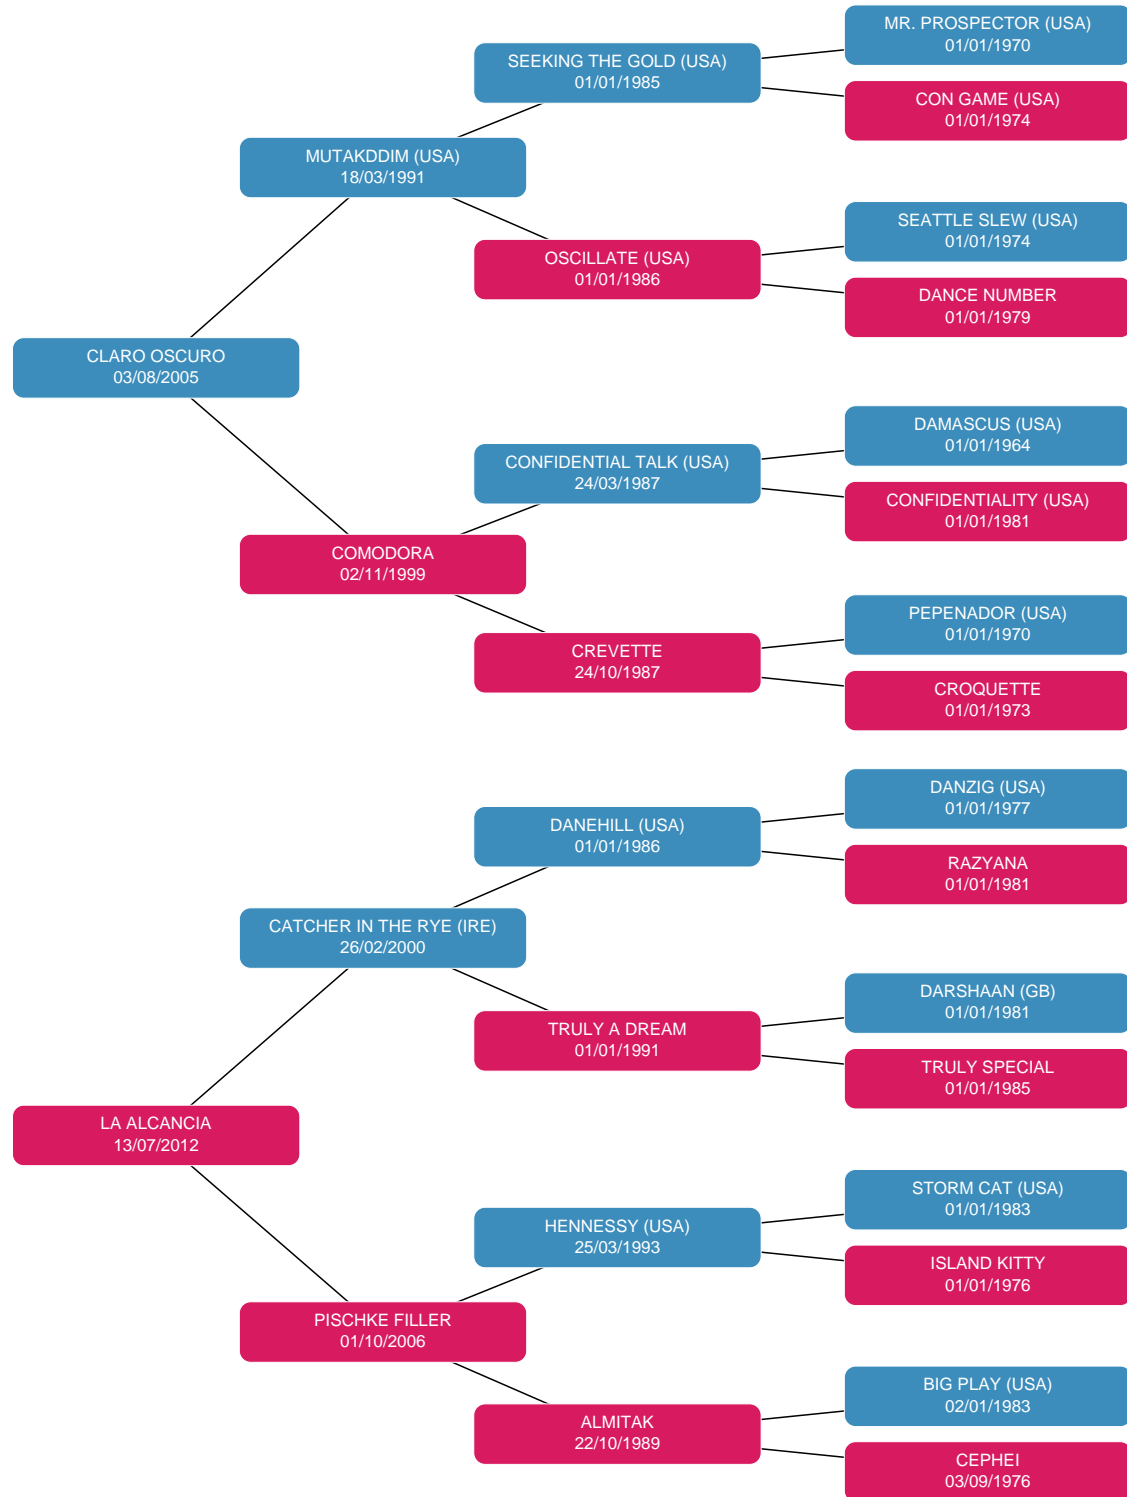 MR. PROSPECTOR (USA)
01/01/1970
SEEKING THE GOLD (USA)
01/01/1985
CON GAME (USA)
01/01/1974
MUTAKDDIM (USA)
18/03/1991
SEATTLE SLEW (USA)
01/01/1974
OSCILLATE (USA)
01/01/1986
DANCE NUMBER
01/01/1979
CLARO OSCURO
03/08/2005
DAMASCUS (USA)
01/01/1964
CONFIDENTIAL TALK (USA)
24/03/1987
CONFIDENTIALITY (USA)
01/01/1981
COMODORA
02/11/1999
PEPENADOR (USA)
01/01/1970
CREVETTE
24/10/1987
CROQUETTE
01/01/1973
DANZIG (USA)
01/01/1977
DANEHILL (USA)
01/01/1986
RAZYANA
01/01/1981
CATCHER IN THE RYE (IRE)
26/02/2000
DARSHAAN (GB)
01/01/1981
TRULY A DREAM
01/01/1991
TRULY SPECIAL
01/01/1985
LA ALCANCIA
13/07/2012
STORM CAT (USA)
01/01/1983
HENNESSY (USA)
25/03/1993
ISLAND KITTY
01/01/1976
PISCHKE FILLER
01/10/2006
BIG PLAY (USA)
02/01/1983
ALMITAK
22/10/1989
CEPHEI
03/09/1976